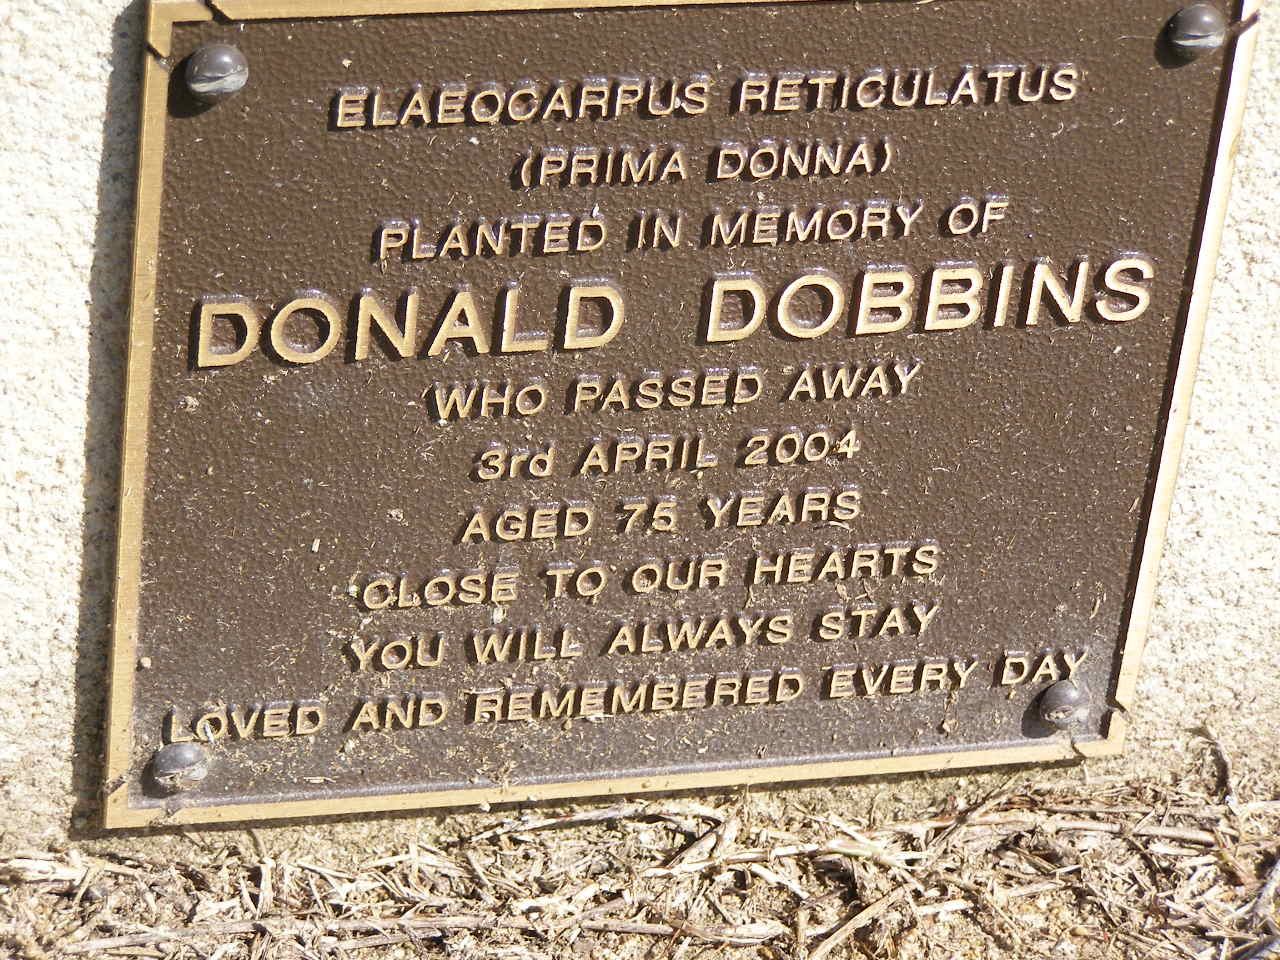 ELAEOCARPUS RETICULATUS
(PRIMA DONNA)
PLANTED IN MEMORY OF
DONALD DOBBINS
WHO PASSED AWAY
3rd APRIL 2004
AGED 75 YEARS
CLOSE TO OUR HEARTS
YOU WILL ALWAYS STAY
LOVED AND REMEMBERED EVERY DAY